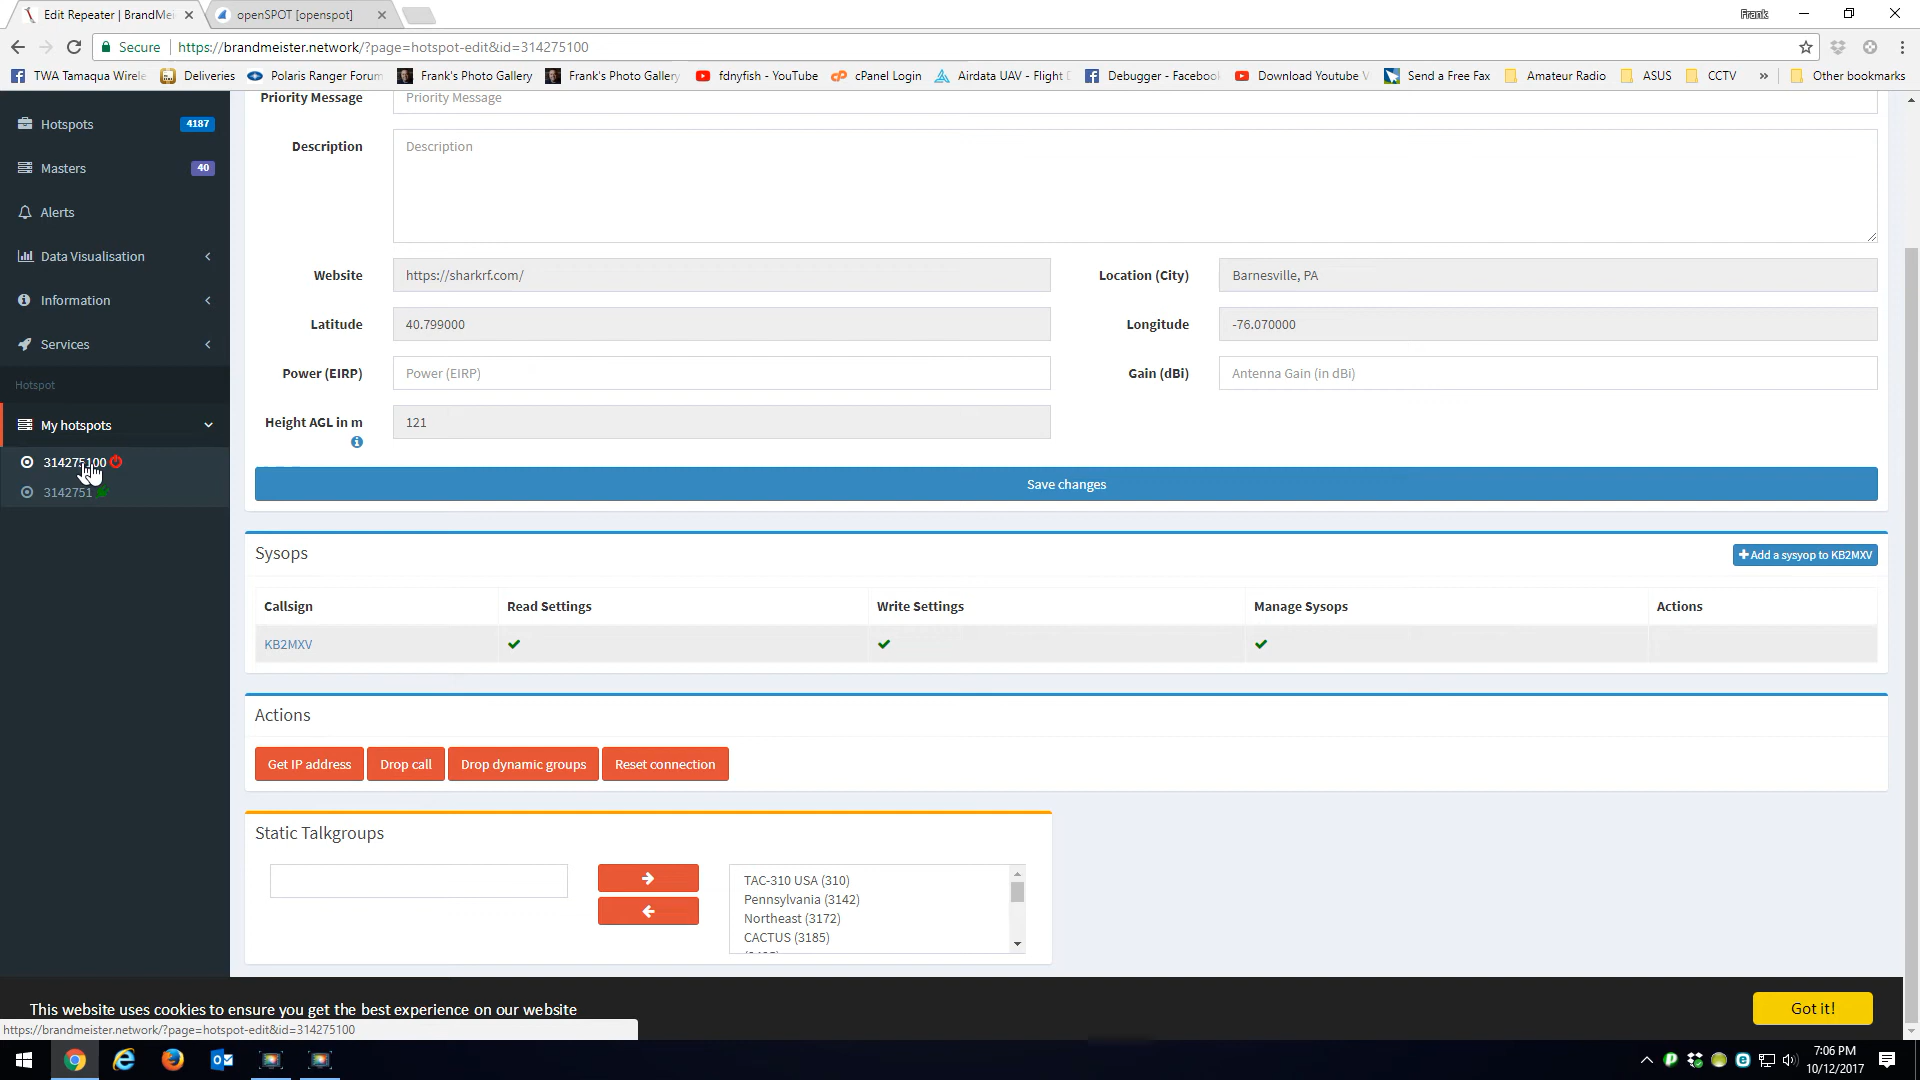 Edit Repeater | BrandMei
openSPOT [openspot]
Frank
Secure
https://brandmeister.network/?page=hotspot-edit&id=314275100
TWA Tamaqua Wirele
Deliveries
Polaris Ranger Forum
Frank's Photo Gallery
Frank's Photo Gallery
fdnyfish - YouTube
cPanel Login
Airdata UAV - Flight D
Debugger - Facebook
Download Youtube V
Send a Free Fax
Amateur Radio
ASUS
CCTV
»
Other bookmarks
Hotspots 4187
Masters 40
Alerts
Data Visualisation
Information
Services
Hotspot
My hotspots
314275100
3142751
Priority Message
Priority Message
Description
Description
Website
https://sharkrf.com/
Location (City)
Barnesville, PA
Latitude
40.799000
Longitude
-76.070000
Power (EIRP)
Power (EIRP)
Gain (dBi)
Antenna Gain (in dBi)
Height AGL in m
121
Save changes
Sysops
Add a sysyop to KB2MXV
Callsign Read Settings Write Settings Manage Sysops Actions
KB2MXV
Actions
Get IP address
Drop call
Drop dynamic groups
Reset connection
Static Talkgroups
TAC-310 USA (310)
Pennsylvania (3142)
Northeast (3172)
CACTUS (3185)
This website uses cookies to ensure you get the best experience on our website
Got it!
https://brandmeister.network/?page=hotspot-edit&id=314275100
7:06 PM
10/12/2017